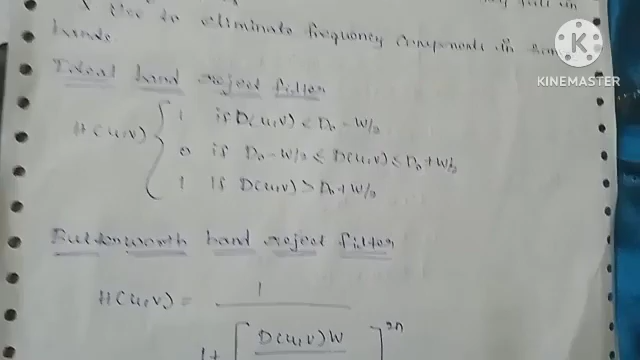 Use to eliminate frequency components in some
bands
KINEMASTER
Ideal band reject filter
H(u,v) { 1 if D(u,v) < D₀ - W/2
0 if D₀ - W/2 ≤ D(u,v) ≤ D₀ + W/2
1 if D(u,v) > D₀ + W/2
Butterworth band reject filter
H(u,v) = 1
1+ [ D(u,v)W ]²ⁿ